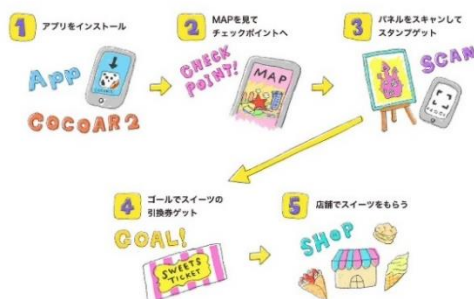 1 アプリをインストール
App
COCOAR2
2 MAPを見て
チェックポイントへ
CHECK
POINT!
MAP
3 パネルをスキャンして
スタンプゲット
SCAN
4 ゴールでスイーツの
引換券ゲット
GOAL!
SWEETS
TICKET
5 店舗でスイーツをもらう
SHOP